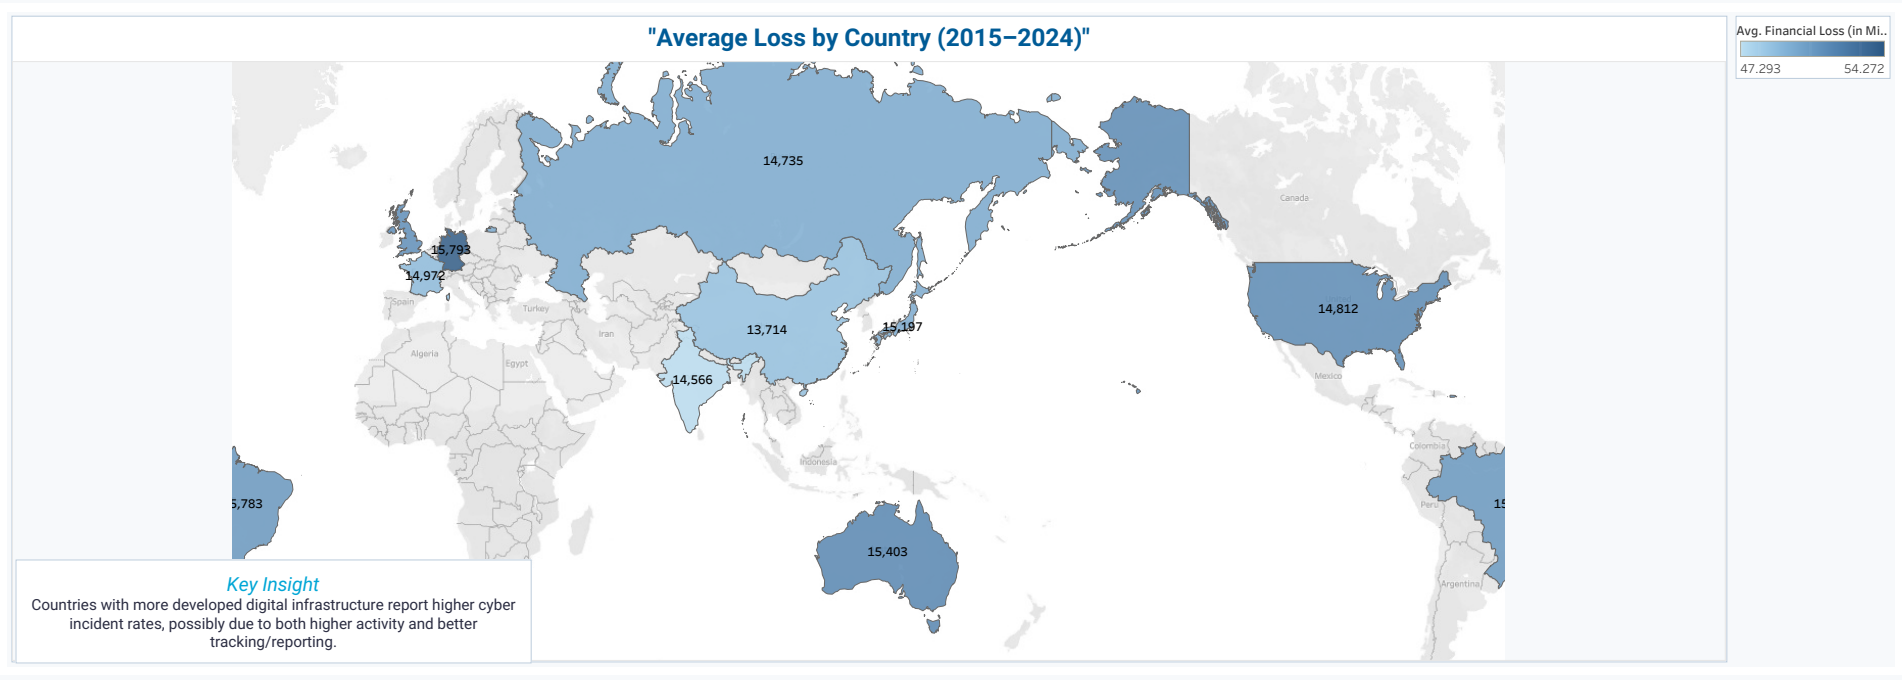 "Average Loss by Country (2015–2024)"
Avg. Financial Loss (in Mi..
47.293 54.272
14,735
Canada
15,793
14,972
Spain
Turkey
Iran
13,714
15,197
14,812
Algeria
Egypt
14,566
Mexico
Colombia
Indonesia
5,783
Peru
15
15,403
Argentina
Key Insight
Countries with more developed digital infrastructure report higher cyber
incident rates, possibly due to both higher activity and better
tracking/reporting.